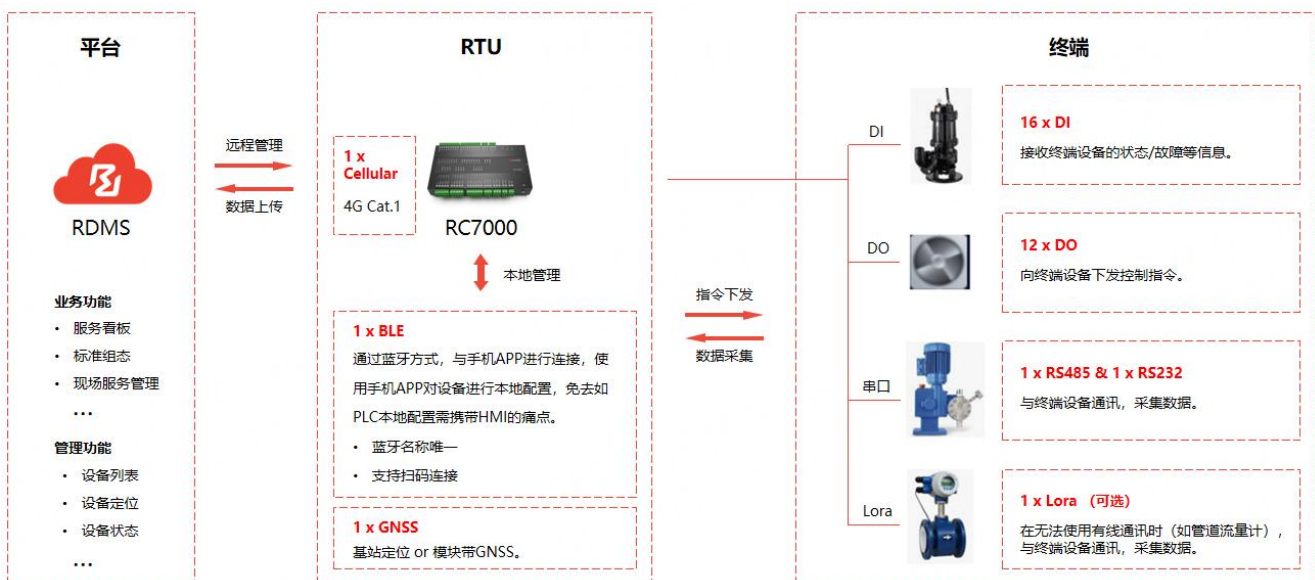 平台
RDMS
业务功能
• 服务看板
• 标准组态
• 现场服务管理
...
管理功能
• 设备列表
• 设备定位
• 设备状态
...
远程管理
数据上传
RTU
1 x
Cellular
4G Cat.1
RC7000
本地管理
1 x BLE
通过蓝牙方式，与手机APP进行连接，使
用手机APP对设备进行本地配置，免去如
PLC本地配置需携带HMI的痛点。
• 蓝牙名称唯一
• 支持扫码连接
1 x GNSS
基站定位 or 模块带GNSS。
指令下发
数据采集
终端
DI
16 x DI
接收终端设备的状态/故障等信息。
DO
12 x DO
向终端设备下发控制指令。
串口
1 x RS485 & 1 x RS232
与终端设备通讯，采集数据。
Lora
1 x Lora （可选）
在无法使用有线通讯时（如管道流量计），
与终端设备通讯，采集数据。